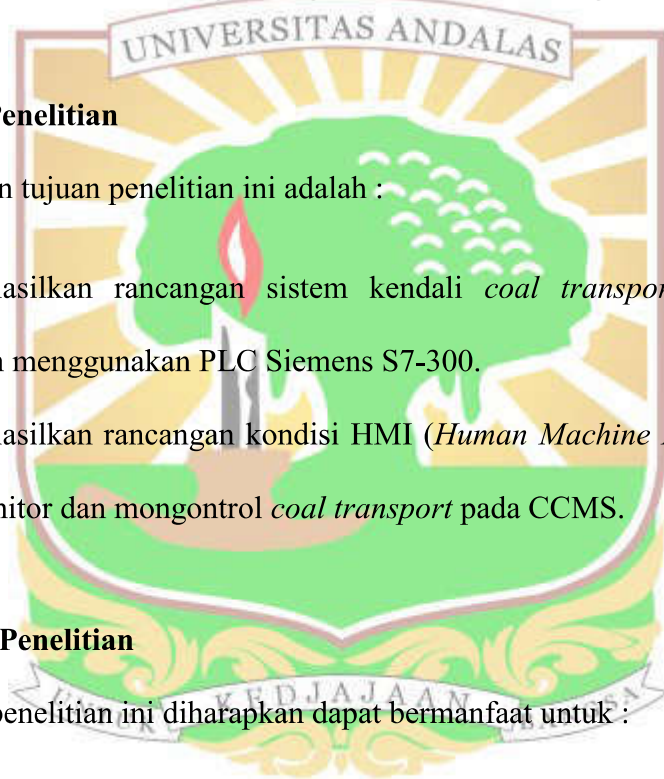 UNIVERSITAS ANDALAS
Penelitian
n tujuan penelitian ini adalah :
asilkan rancangan sistem kendali coal transpor
n menggunakan PLC Siemens S7-300.
asilkan rancangan kondisi HMI (Human Machine
nitor dan mongontrol coal transport pada CCMS.
Penelitian
penelitian ini diharapkan dapat bermanfaat untuk :
UNTUK KEDJAJAAN BANGSA